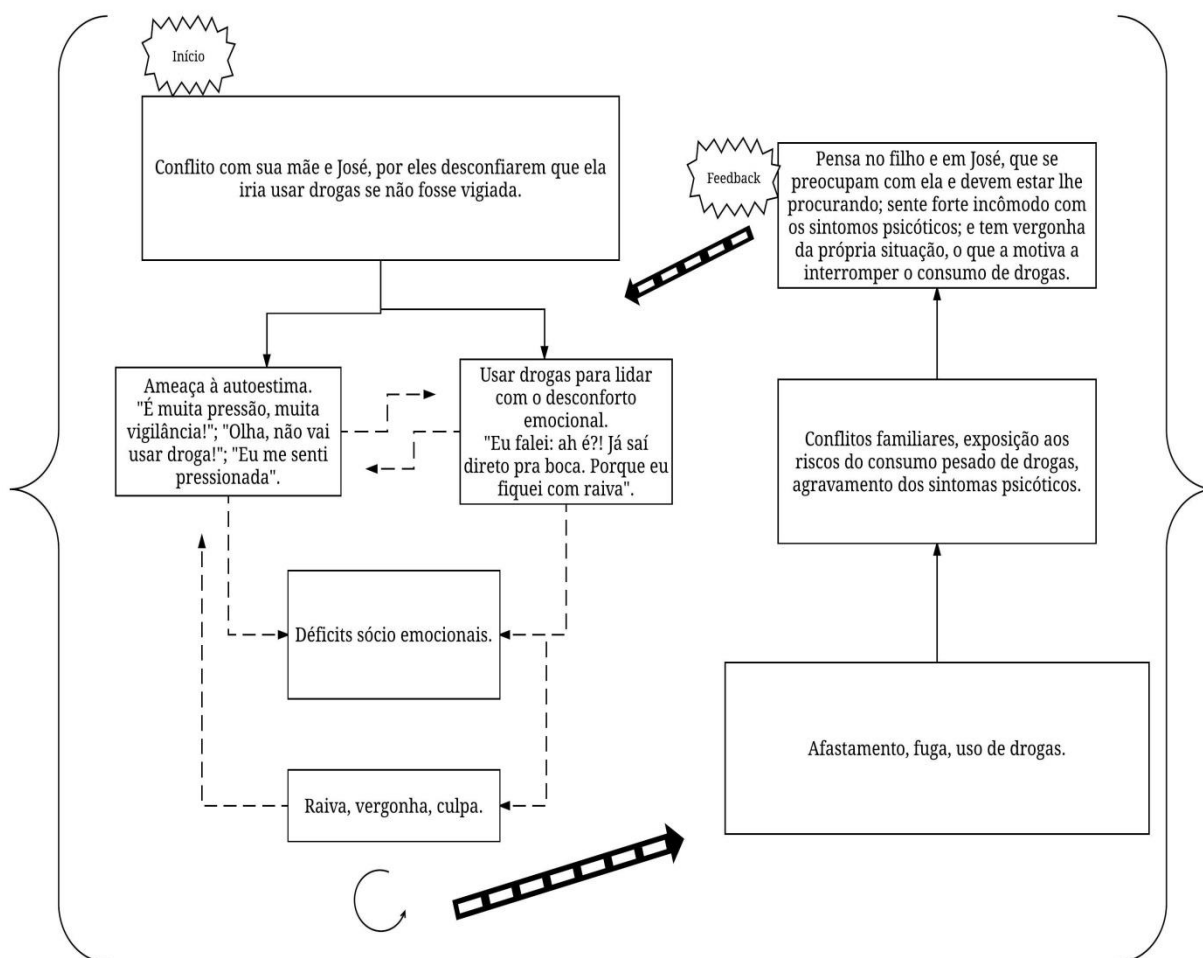 Início
Conflito com sua mãe e José, por eles desconfiarem que ela
iria usar drogas se não fosse vigiada.
Feedback
Pensa no filho e em José, que se
preocupam com ela e devem estar lhe
procurando; sente forte incômodo com
os sintomos psicóticos; e tem vergonha
da própria situação, o que a motiva a
interromper o consumo de drogas.
Ameaça à autoestima.
"É muita pressão, muita
vigilância!"; "Olha, não vai
usar droga!"; "Eu me senti
pressionada".
Usar drogas para lidar
com o desconforto
emocional.
"Eu falei: ah é?! Já saí
direto pra boca. Porque eu
fiquei com raiva".
Conflitos familiares, exposição aos
riscos do consumo pesado de drogas,
agravamento dos sintomas psicóticos.
Déficits sócio emocionais.
Afastamento, fuga, uso de drogas.
Raiva, vergonha, culpa.